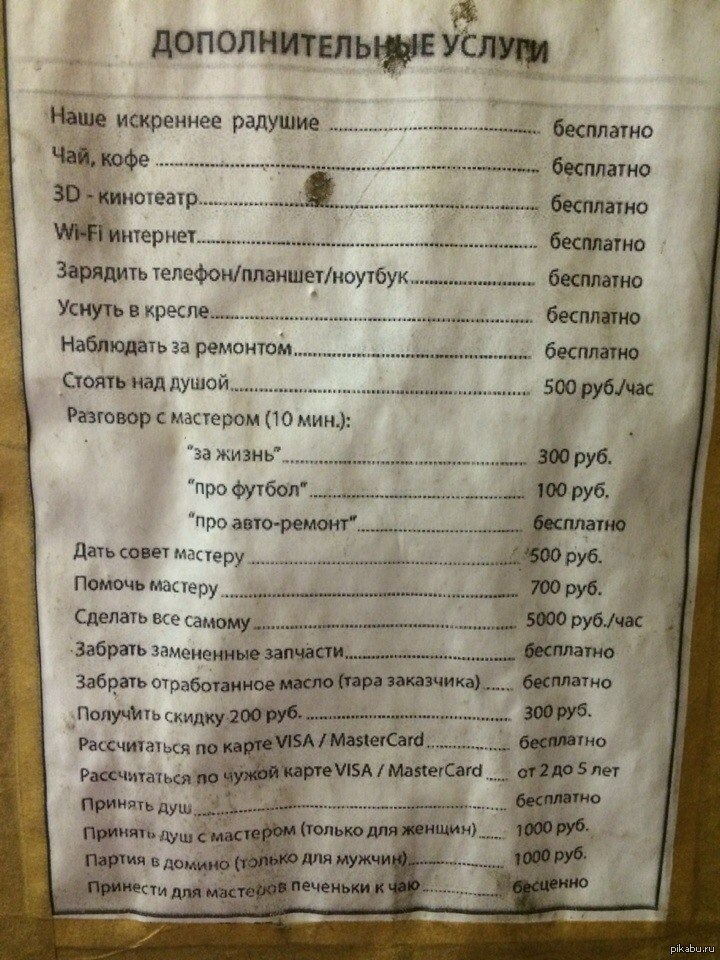 ДОПОЛНИТЕЛЬНЫЕ УСЛУГИ
Наше искреннее радушие ........ бесплатно
Чай, кофе ........ бесплатно
3D - кинотеатр........ бесплатно
Wi-Fi интернет........ бесплатно
Зарядить телефон/планшет/ноутбук........ бесплатно
Уснуть в кресле........ бесплатно
Наблюдать за ремонтом........ бесплатно
Стоять над душой........ 500 руб./час
Разговор с мастером (10 мин.):
"за жизнь"........ 300 руб.
"про футбол"........ 100 руб.
"про авто-ремонт"........ бесплатно
Дать совет мастеру ........ 500 руб.
Помочь мастеру ........ 700 руб.
Сделать все самому ........ 5000 руб./час
Забрать замененные запчасти........ бесплатно
Забрать отработанное масло (тара заказчика) ..... бесплатно
Получить скидку 200 руб. ........ 300 руб.
Рассчитаться по карте VISA / MasterCard ........ бесплатно
Рассчитаться по чужой карте VISA / MasterCard ..... от 2 до 5 лет
Принять душ ........ бесплатно
Принять душ с мастером (только для женщин) ..... 1000 руб.
Партия в домино (только для мужчин)........ 1000 руб.
Принести для мастеров печеньки к чаю ........ бесценно
pikabu.ru